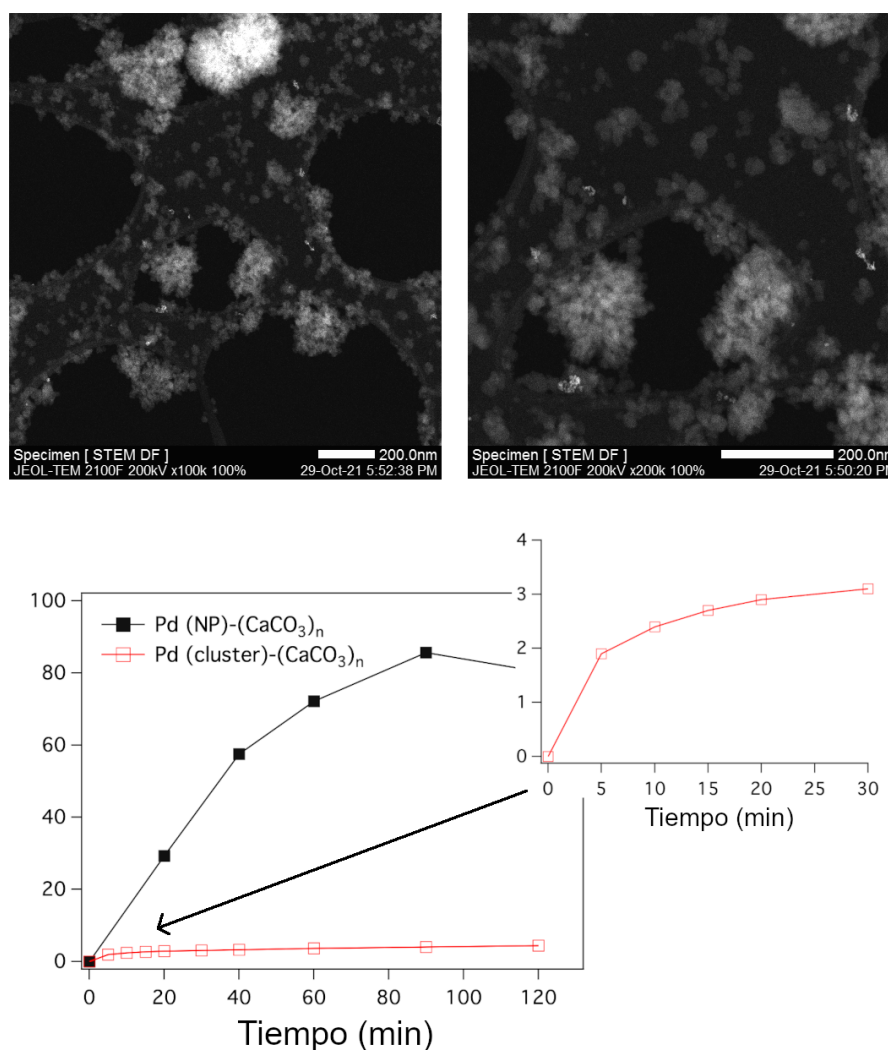 Specimen [ STEM DF ]
200.0nm
JEOL-TEM 2100F 200kV x100k 100%
29-Oct-21 5:52:38 PM
Specimen [ STEM DF ]
200.0nm
JEOL-TEM 2100F 200kV x200k 100%
29-Oct-21 5:50:20 PM
4
3
2
1
0
0 5 10 15 20 25 30
Tiempo (min)
100
80
60
40
20
0
Pd (NP)-(CaCO₃)ₙ
Pd (cluster)-(CaCO₃)ₙ
0 20 40 60 80 100 120
Tiempo (min)